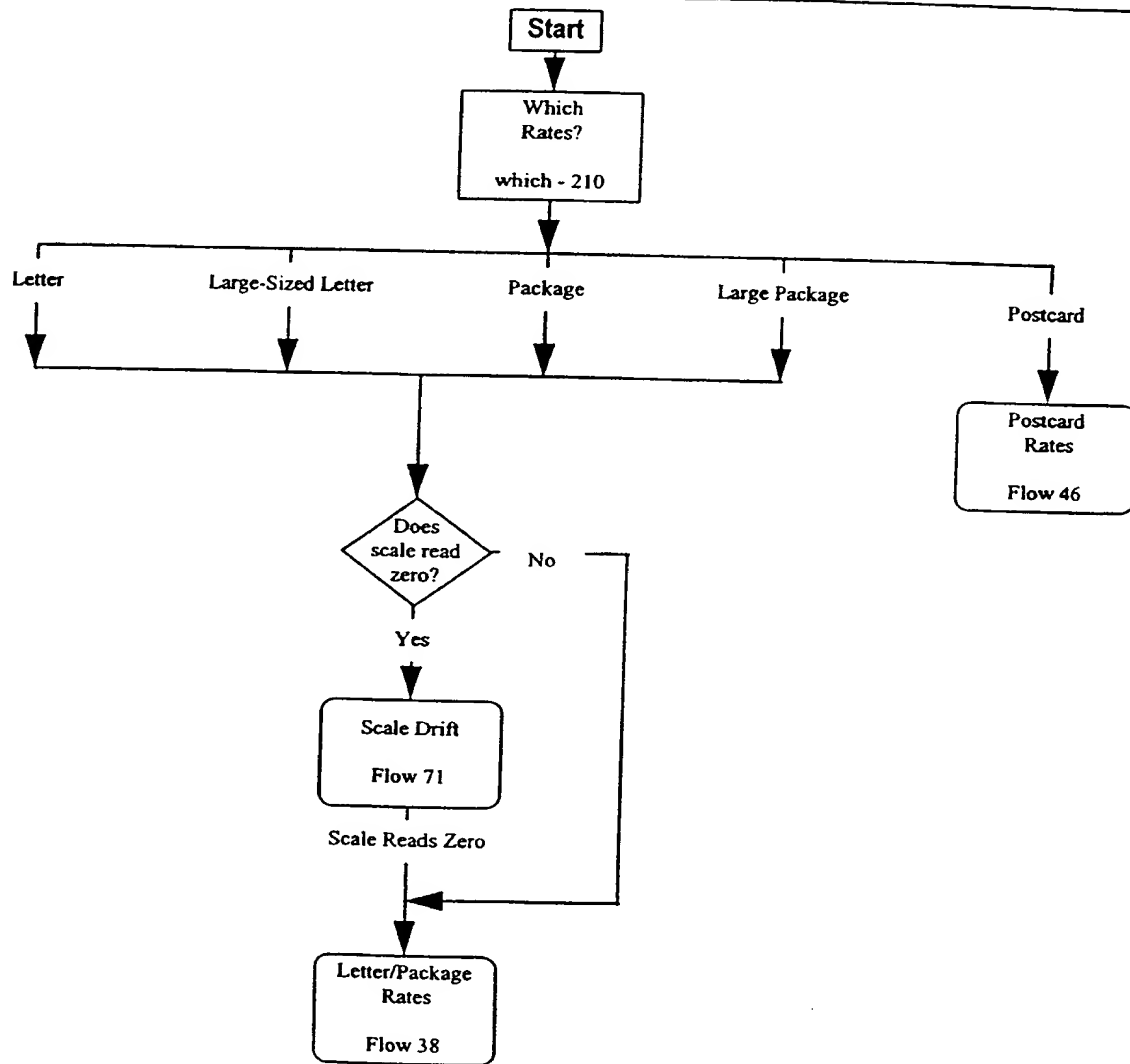 Start
Which
Rates?
which - 210
Letter
Large-Sized Letter
Package
Large Package
Postcard
Postcard
Rates
Flow 46
Does
scale read
zero?
No
Yes
Scale Drift
Flow 71
Scale Reads Zero
Letter/Package
Rates
Flow 38